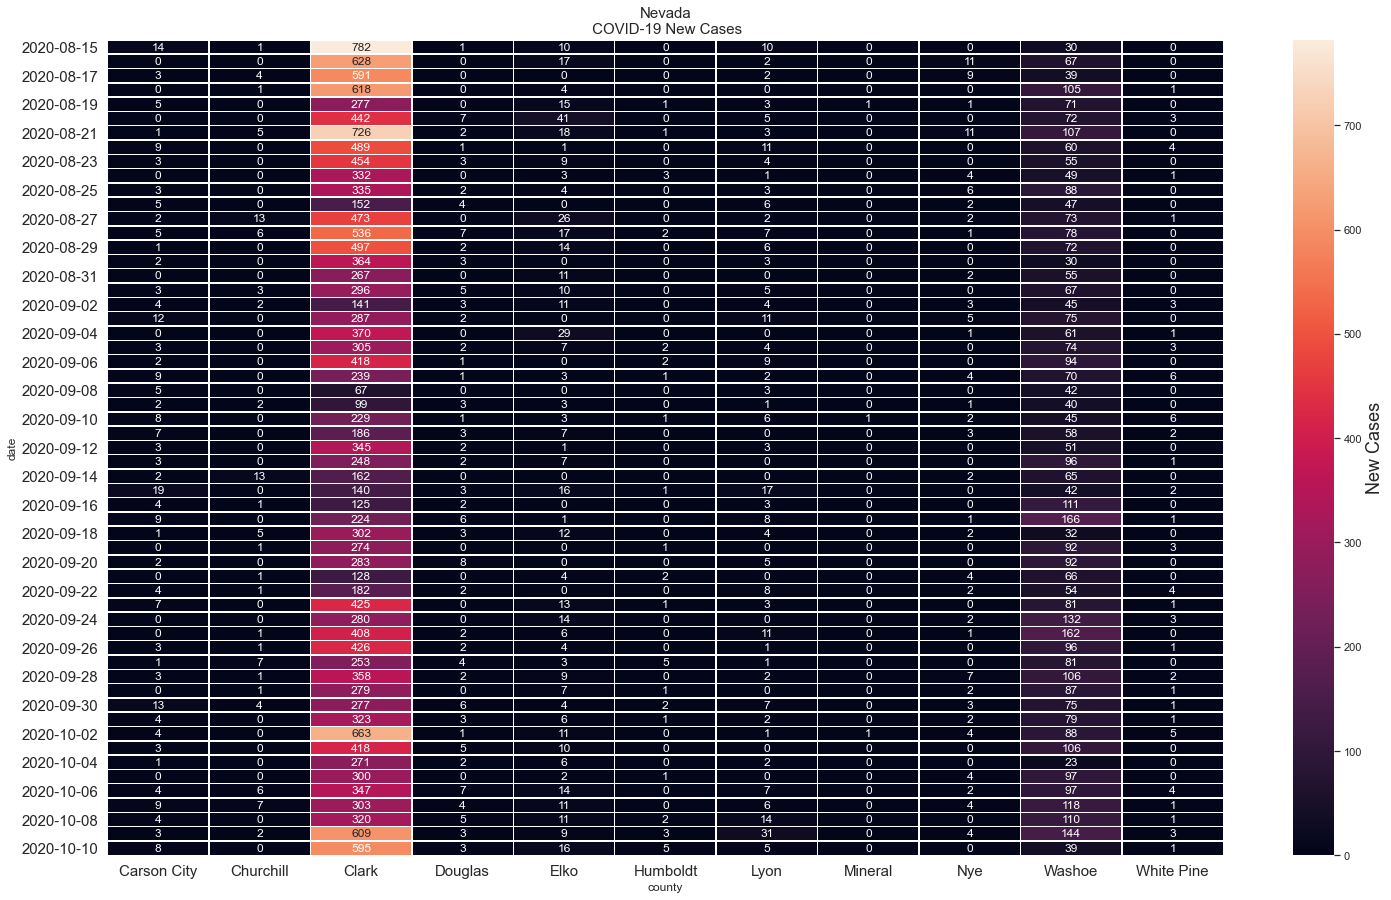 Nevada
COVID-19 New Cases
2020-08-15 14 1 782 1 10 0 10 0 0 30 0
0 0 628 0 17 0 2 0 11 67 0
2020-08-17 3 4 591 0 0 0 2 0 9 39 0
0 1 618 0 4 0 0 0 0 105 1
2020-08-19 5 0 277 0 15 1 3 1 1 71 0
0 0 442 7 41 0 5 0 0 72 3
2020-08-21 1 5 726 2 18 1 3 0 11 107 0
9 0 489 1 1 0 11 0 0 60 4
2020-08-23 3 0 454 3 9 0 4 0 0 55 0
0 0 332 0 3 3 1 0 4 49 1
2020-08-25 3 0 335 2 4 0 3 0 6 88 0
5 0 152 4 0 0 6 0 2 47 0
2020-08-27 2 13 473 0 26 0 2 0 2 73 1
5 6 536 7 17 2 7 0 1 78 0
2020-08-29 1 0 497 2 14 0 6 0 0 72 0
2 0 364 3 0 0 3 0 0 30 0
2020-08-31 0 0 267 0 11 0 0 0 2 55 0
3 3 296 5 10 0 5 0 0 67 0
2020-09-02 4 2 141 3 11 0 4 0 3 45 3
12 0 287 2 0 0 11 0 5 75 0
2020-09-04 0 0 370 0 29 0 0 0 1 61 1
3 0 305 2 7 2 4 0 0 74 3
2020-09-06 2 0 418 1 0 2 9 0 0 94 0
9 0 239 1 3 1 2 0 4 70 6
2020-09-08 5 0 67 0 0 0 3 0 0 42 0
2 2 99 3 3 0 1 0 1 40 0
2020-09-10 8 0 229 1 3 1 6 1 2 45 6
7 0 186 3 7 0 0 0 3 58 2
2020-09-12 3 0 345 2 1 0 3 0 0 51 0
3 0 248 2 7 0 0 0 0 96 1
2020-09-14 2 13 162 0 0 0 0 0 2 65 0
19 0 140 3 16 1 17 0 0 42 2
2020-09-16 4 1 125 2 0 0 3 0 0 111 0
9 0 224 6 1 0 8 0 1 166 1
2020-09-18 1 5 302 3 12 0 4 0 2 32 0
0 1 274 0 0 1 0 0 0 92 3
2020-09-20 2 0 283 8 0 0 5 0 0 92 0
0 1 128 0 4 2 0 0 4 66 0
2020-09-22 4 1 182 2 0 0 8 0 2 54 4
7 0 425 0 13 1 3 0 0 81 1
2020-09-24 0 0 280 0 14 0 0 0 2 132 3
0 1 408 2 6 0 11 0 1 162 0
2020-09-26 3 1 426 2 4 0 1 0 0 96 1
1 7 253 4 3 5 1 0 0 81 0
2020-09-28 3 1 358 2 9 0 2 0 7 106 2
0 1 279 0 7 1 0 0 2 87 1
2020-09-30 13 4 277 6 4 2 7 0 3 75 1
4 0 323 3 6 1 2 0 2 79 1
2020-10-02 4 0 663 1 11 0 1 1 4 88 5
3 0 418 5 10 0 0 0 0 106 0
2020-10-04 1 0 271 2 6 0 2 0 0 23 0
0 0 300 0 2 1 0 0 4 97 0
2020-10-06 4 6 347 7 14 0 7 0 2 97 4
9 7 303 4 11 0 6 0 4 118 1
2020-10-08 4 0 320 5 11 2 14 0 0 110 1
3 2 609 3 9 3 31 0 4 144 3
2020-10-10 8 0 595 3 16 5 5 0 0 39 1
Carson City Churchill Clark Douglas Elko Humboldt Lyon Mineral Nye Washoe White Pine
county
date
700
600
500
400
300
200
100
0
New Cases